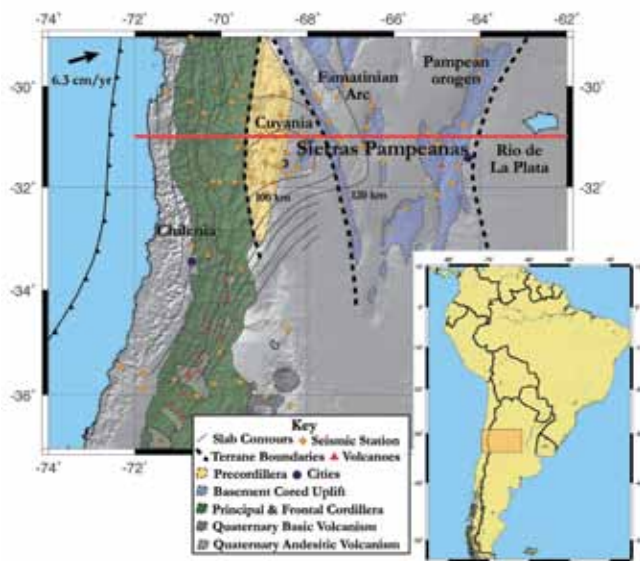 -74˚ -72˚ -70˚ -69˚ -68˚ -66˚ -64˚ -62˚
6.3 cm/yr
-30˚
-32˚
-34˚
-36˚
Pampean
orogen
Famatinian
Arc
Cuyania
Sierras Pampeanas
Rio de
La Plata
100 km
120 km
Chilenia
-74˚ -72˚ -70˚
Key
Slab Contours
Seismic Station
Terrane Boundaries
Volcanoes
Precordillera
Cities
Basement Cored Uplift
Principal & Frontal Cordillera
Quaternary Basic Volcanism
Quaternary Andesitic Volcanism